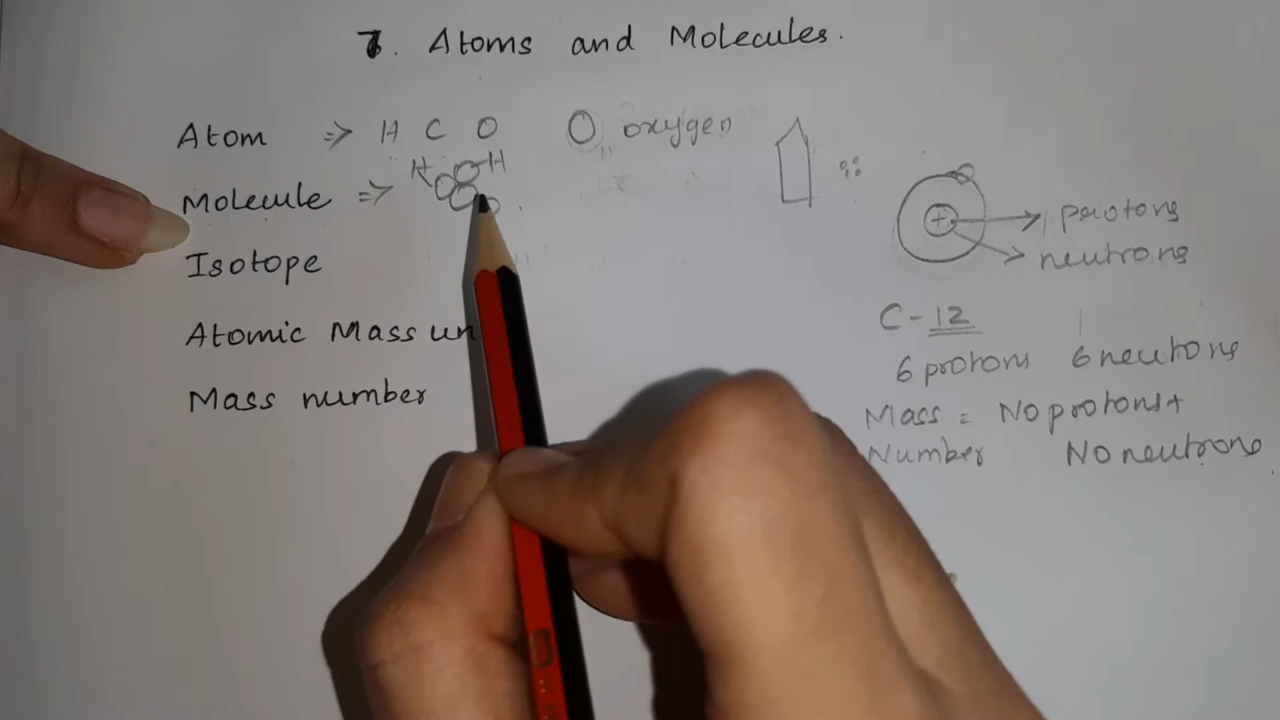 7. Atoms and Molecules.
Atom => H C O O oxygen
H H
Molecule =>
Isotope
Atomic Mass un
Mass number
+ protons
neutrons
C-12
6 protons 6 neutrons
Mass = No protons +
Number No neutrons